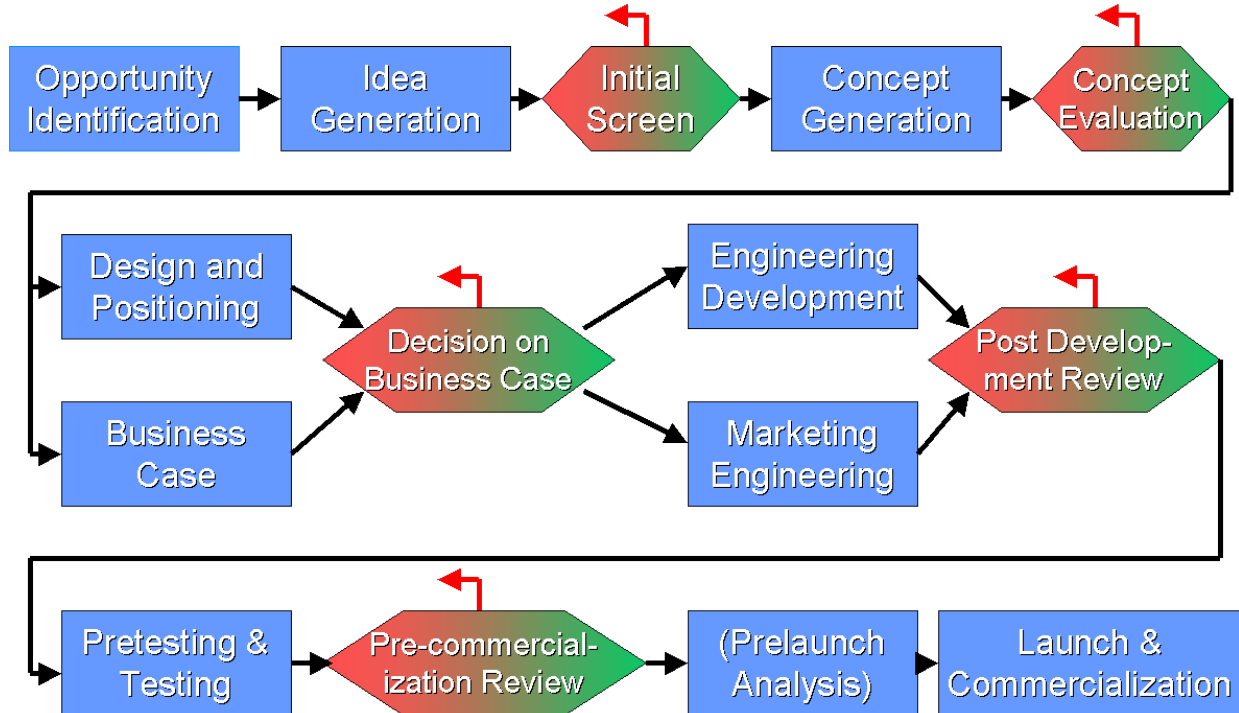 Opportunity
Identification
Idea
Generation
Initial
Screen
Concept
Generation
Concept
Evaluation
Design and
Positioning
Business
Case
Decision on
Business Case
Engineering
Development
Marketing
Engineering
Post Develop-
ment Review
Pretesting &
Testing
Pre-commercial-
ization Review
(Prelaunch
Analysis)
Launch &
Commercialization